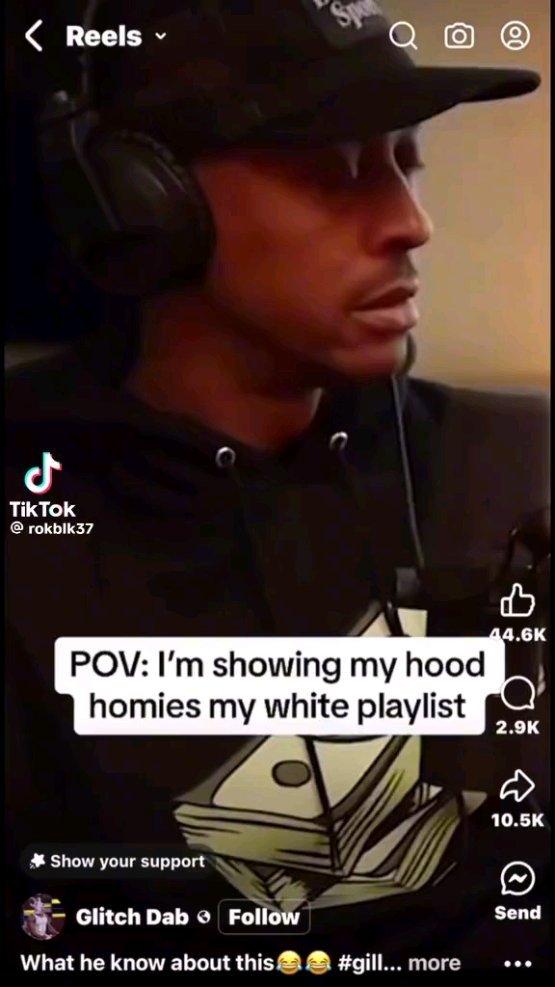 Reels
TikTok
@ rokblk37
44.6K
POV: I'm showing my hood
homies my white playlist
2.9K
10.5K
Show your support
Send
Glitch Dab
Follow
What he know about this😂😂 #gill... more